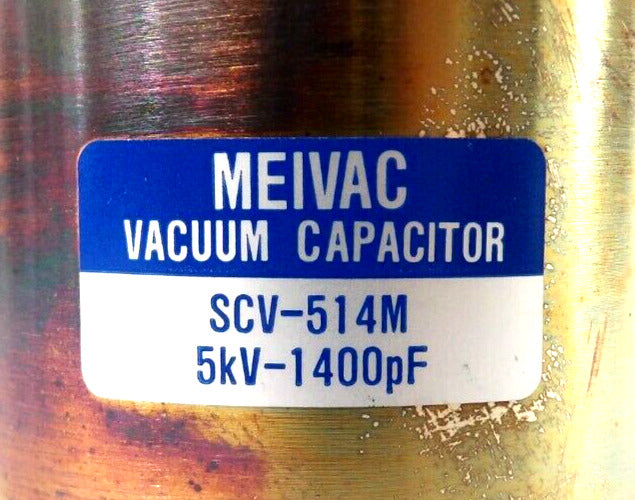 MEIVAC
VACUUM CAPACITOR
SCV-514M
5kV-1400pF